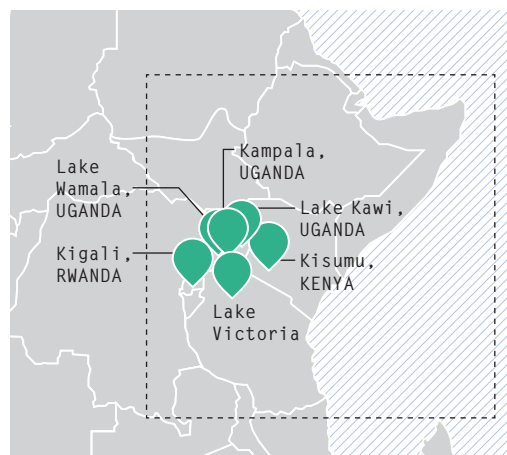 Kampala,
UGANDA
Lake
Wamala,
UGANDA
Lake Kawi,
UGANDA
Kigali,
RWANDA
Kisumu,
KENYA
Lake
Victoria